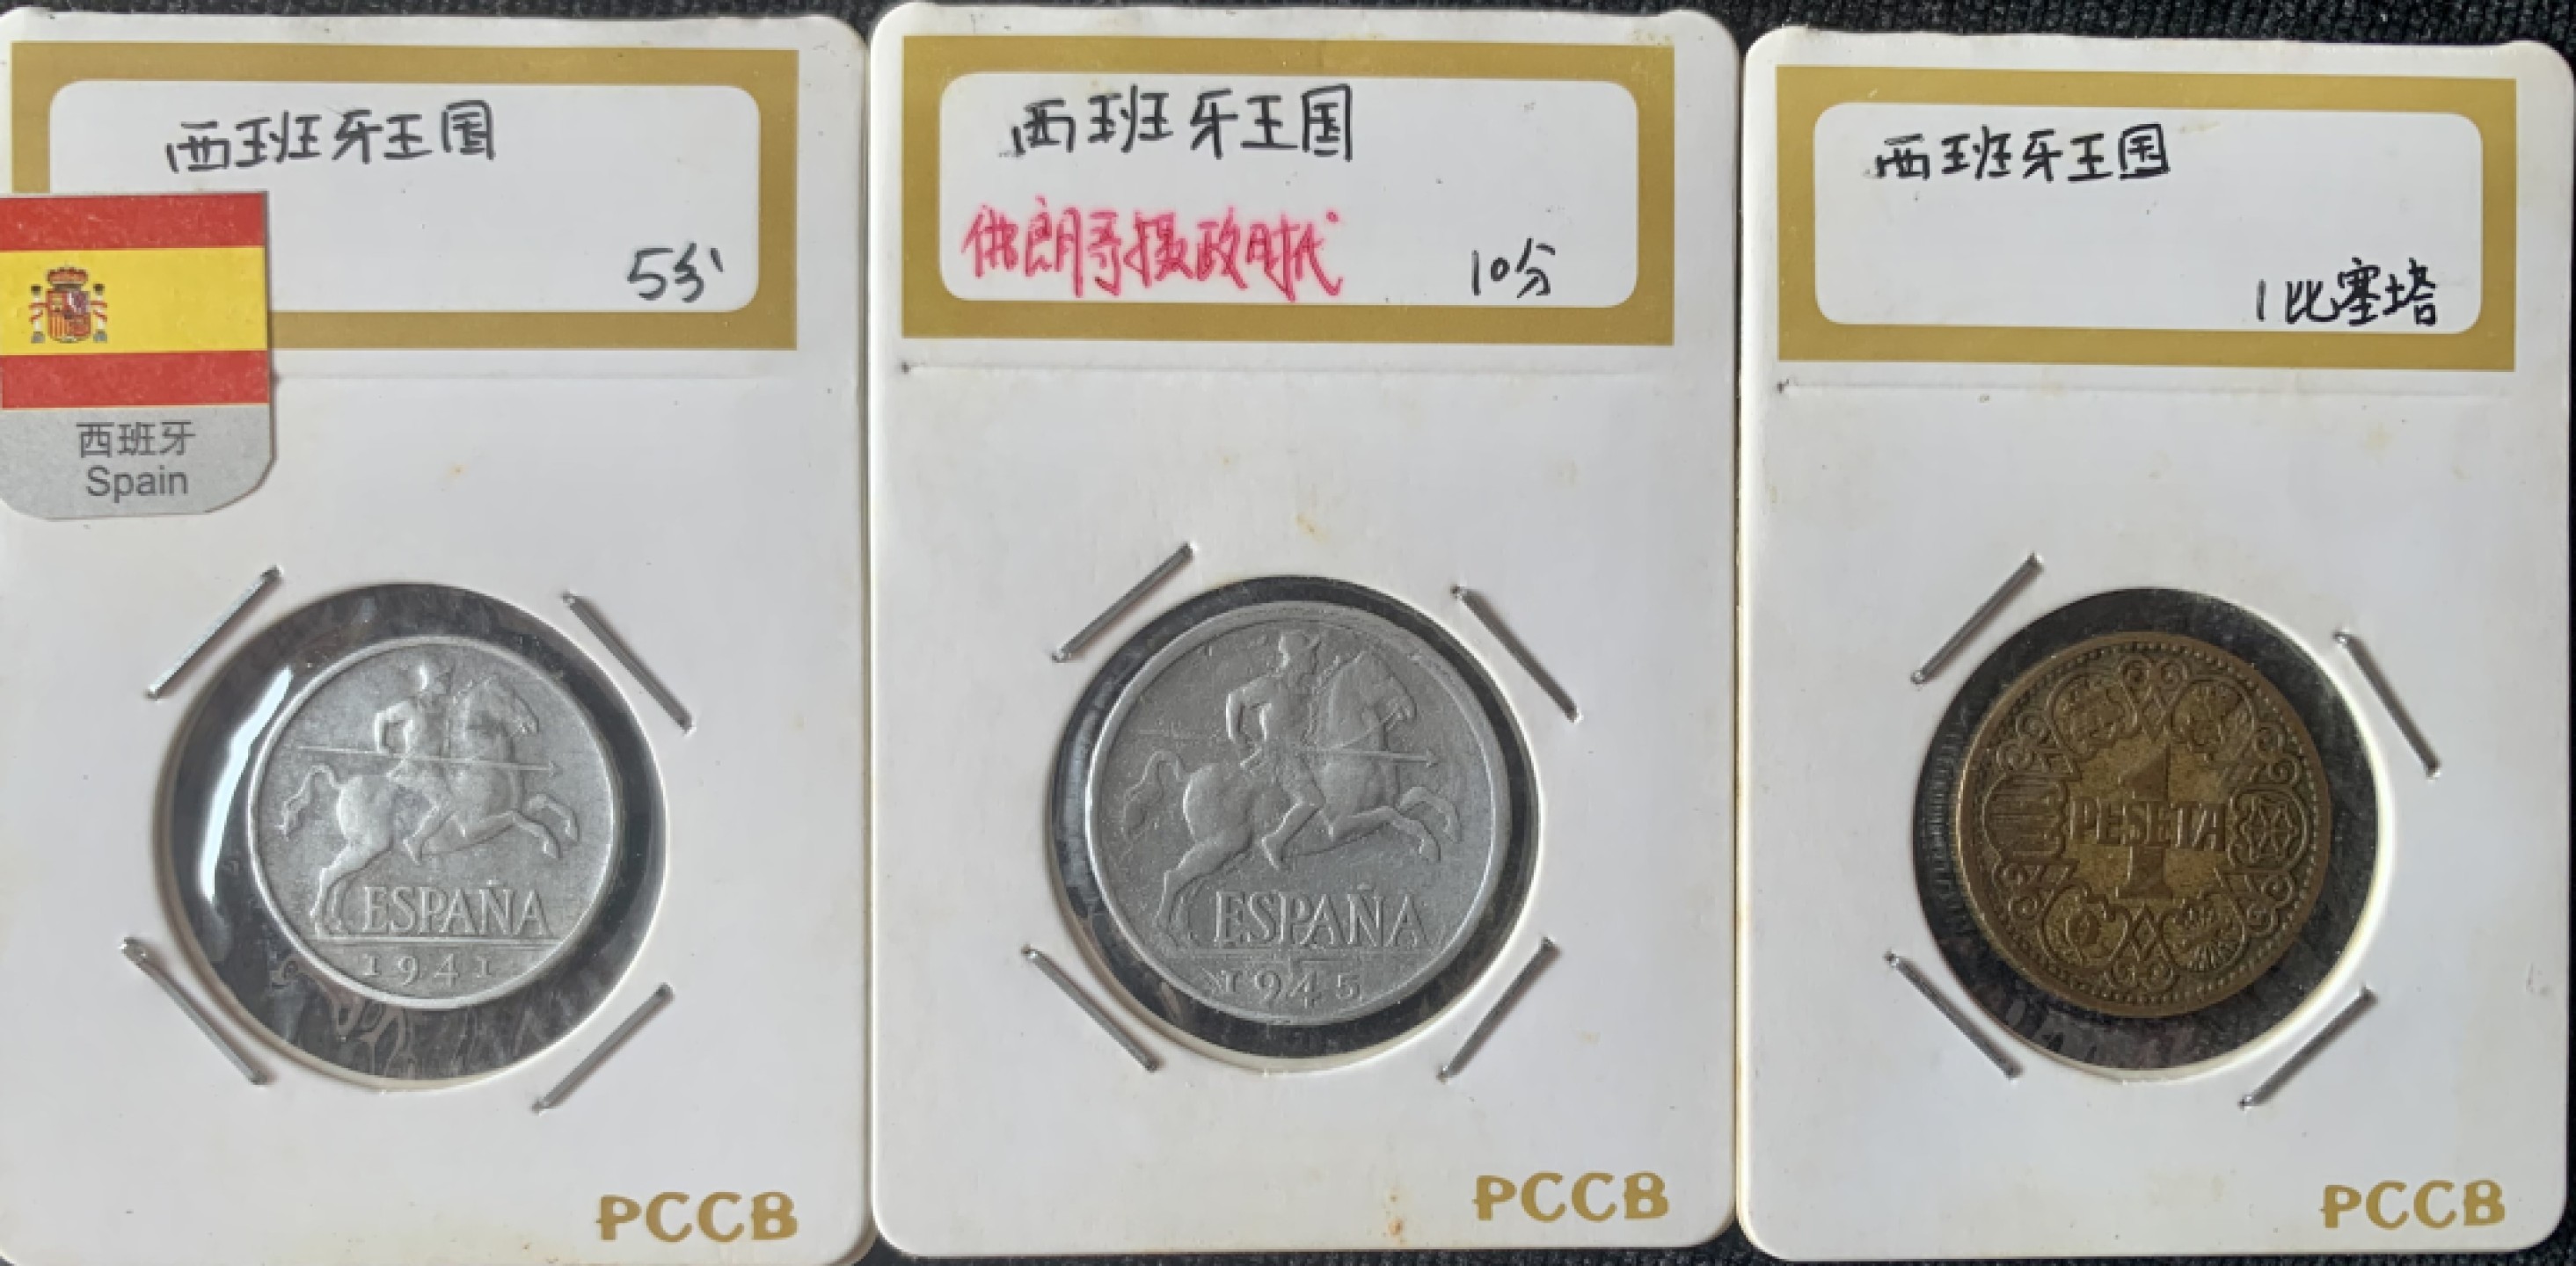 西班牙王国
5分
西班牙
Spain
ESPAÑA
1941
PCCB
西班牙王国
佛朗哥摄政时代
10分
ESPAÑA
1945
PCCB
西班牙王国
1比塞塔
1
PESETA
PCCB